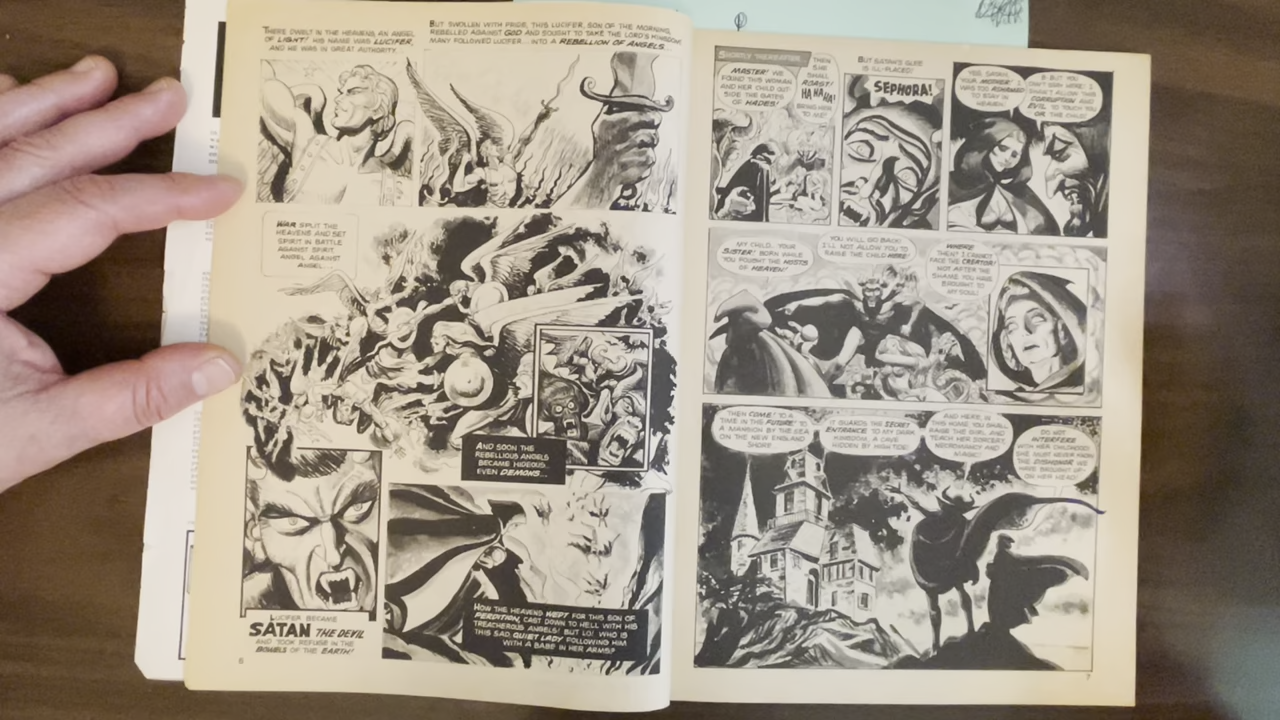 THERE DWELT IN THE HEAVENS, AN ANGEL
OF LIGHT! HIS NAME WAS LUCIFER,
AND HE WAS IN GREAT AUTHORITY.
BUT SWOLLEN WITH PRIDE, THIS LUCIFER, SON OF THE MORNING,
REBELLED AGAINST GOD AND SOUGHT TO TAKE THE LORD'S KINGDOM.
MANY FOLLOWED LUCIFER... INTO A REBELLION OF ANGELS...
WAR SPLIT THE
HEAVENS AND SET
SPIRIT IN BATTLE
AGAINST SPIRIT,
ANGEL AGAINST
ANGEL...
AND SOON THE
REBELLIOUS ANGELS
BECAME HIDEOUS,
EVEN DEMONS...
LUCIFER BECAME
SATAN THE DEVIL
AND TOOK REFUGE IN THE
BOWELS OF THE EARTH!
HOW THE HEAVENS WEPT FOR THIS SON OF
PERDITION, CAST DOWN TO HELL WITH HIS
TREACHEROUS ANGELS! BUT LO! WHO IS
THIS SAD, QUIET LADY FOLLOWING HIM
WITH A BABE IN HER ARMS?
6
SHORTLY THEREAFTER
MASTER! WE
FOUND THIS WOMAN
AND HER CHILD OUT-
SIDE THE GATES
OF HADES!
THEN
SHE
SHALL
ROAST!
HA HA HA!
BRING HER
TO ME!
BUT SATAN'S GLEE
IS ILL-PLACED!
SEPHORA!
YES, SATAN,
YOUR MOTHER! I
WAS TOO ASHAMED
TO STAY IN
HEAVEN.
B-BUT YOU
CAN'T STAY HERE! I
SHAN'T ALLOW THIS
CORRUPTION AND
EVIL TO TOUCH YOU
OR THE CHILD!
MY CHILD... YOUR
SISTER! BORN WHILE
YOU FOUGHT THE HOSTS
OF HEAVEN!
YOU WILL GO BACK!
I'LL NOT ALLOW YOU TO
RAISE THE CHILD HERE!
WHERE
THEN? I CANNOT
FACE THE CREATOR!
NOT AFTER THE
SHAME YOU HAVE
BROUGHT TO
MY SOUL!
THEN COME! TO A
TIME IN THE FUTURE! TO
A MANSION BY THE SEA
ON THE NEW ENGLAND
SHORE!
IT GUARDS THE SECRET
ENTRANCE TO MY DARK
KINGDOM, A CAVE
HIDDEN BY HIGH TIDE!
AND HERE, IN
THIS HOME, YOU SHALL
RAISE THE GIRL, AND
TEACH HER SORCERY,
NECROMANCY AND
MAGIC!
DO NOT
INTERFERE
WITH HER CHILDHOOD!
SHE MUST NEVER KNOW
THE DISHONOR HIS
HAVE BROUGHT UP-
ON HER HEAD!
7